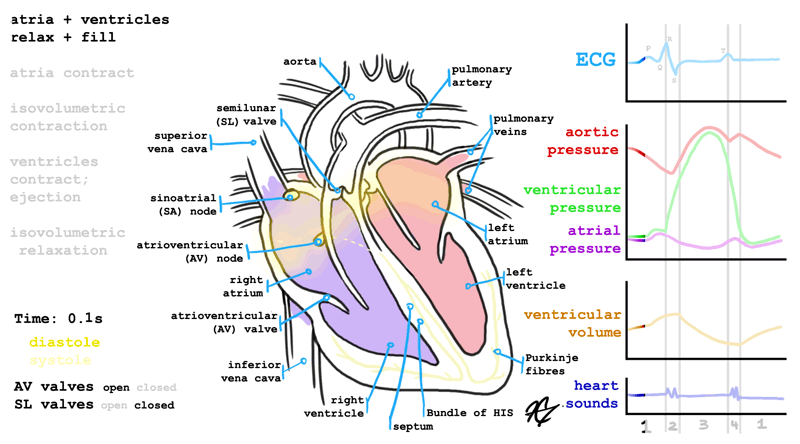 atria + ventricles
relax + fill
atria contract
isovolumetric
contraction
ventricles
contract;
ejection
isovolumetric
relaxation
Time: 0.1s
diastole
systole
AV valves open closed
SL valves open closed
aorta
semilunar
(SL) valve
superior
vena cava
sinoatrial
(SA) node
atrioventricular
(AV) node
right
atrium
atrioventricular
(AV) valve
inferior
vena cava
right
ventricle
septum
Bundle of HIS
Purkinje
fibres
left
ventricle
left
atrium
pulmonary
veins
pulmonary
artery
ECG
P
Q
R
S
T
aortic
pressure
ventricular
pressure
atrial
pressure
ventricular
volume
heart
sounds
1 2 3 4 1